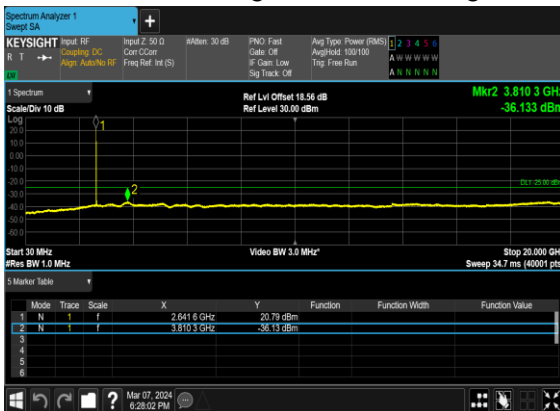 Spectrum Analyzer 1
Swept SA
+
KEYSIGHT
R T
LV
Input: RF
Coupling: DC
Align: Auto/No RF
Input Z: 50 Ω
Corr CCorr
Freq Ref: Int (S)
#Atten: 30 dB
PNO: Fast
Gate: Off
IF Gain: Low
Sig Track: Off
Avg Type: Power (RMS)
Avg|Hold: 100/100
Trig: Free Run
1 2 3 4 5 6
A W W W W W
A N N N N N
1 Spectrum
Scale/Div 10 dB
Log
Ref Lvl Offset 18.56 dB
Ref Level 30.00 dBm
Mkr2 3.810 3 GHz
-36.133 dBm
20.0
10.0
0.00
-10.0
-20.0
-30.0
-40.0
-50.0
-60.0
1
2
Start 30 MHz
#Res BW 1.0 MHz
Video BW 3.0 MHz*
Stop 20.000 GH
Sweep 34.7 ms (40001 pts
5 Marker Table
Mode Trace Scale X Y Function Function Width Function Value
1 N 1 f 2.641 6 GHz 20.79 dBm
2 N 1 f 3.810 3 GHz -36.13 dBm
3
4
5
6
?
Mar 07, 2024
6:28:02 PM